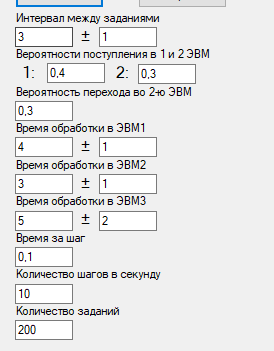 Интервал между заданиями
3 ± 1
Вероятности поступления в 1 и 2 ЭВМ
1: 0,4 2: 0,3
Вероятность перехода во 2-ю ЭВМ
0,3
Время обработки в ЭВМ1
4 ± 1
Время обработки в ЭВМ2
3 ± 1
Время обработки в ЭВМ3
5 ± 2
Время за шаг
0,1
Количество шагов в секунду
10
Количество заданий
200